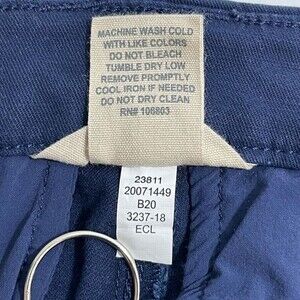 MACHINE WASH COLD
WITH LIKE COLORS
DO NOT BLEACH
TUMBLE DRY LOW
REMOVE PROMPTLY
COOL IRON IF NEEDED
DO NOT DRY CLEAN
RN# 106803
23811
20071449
B20
3237-18
ECL